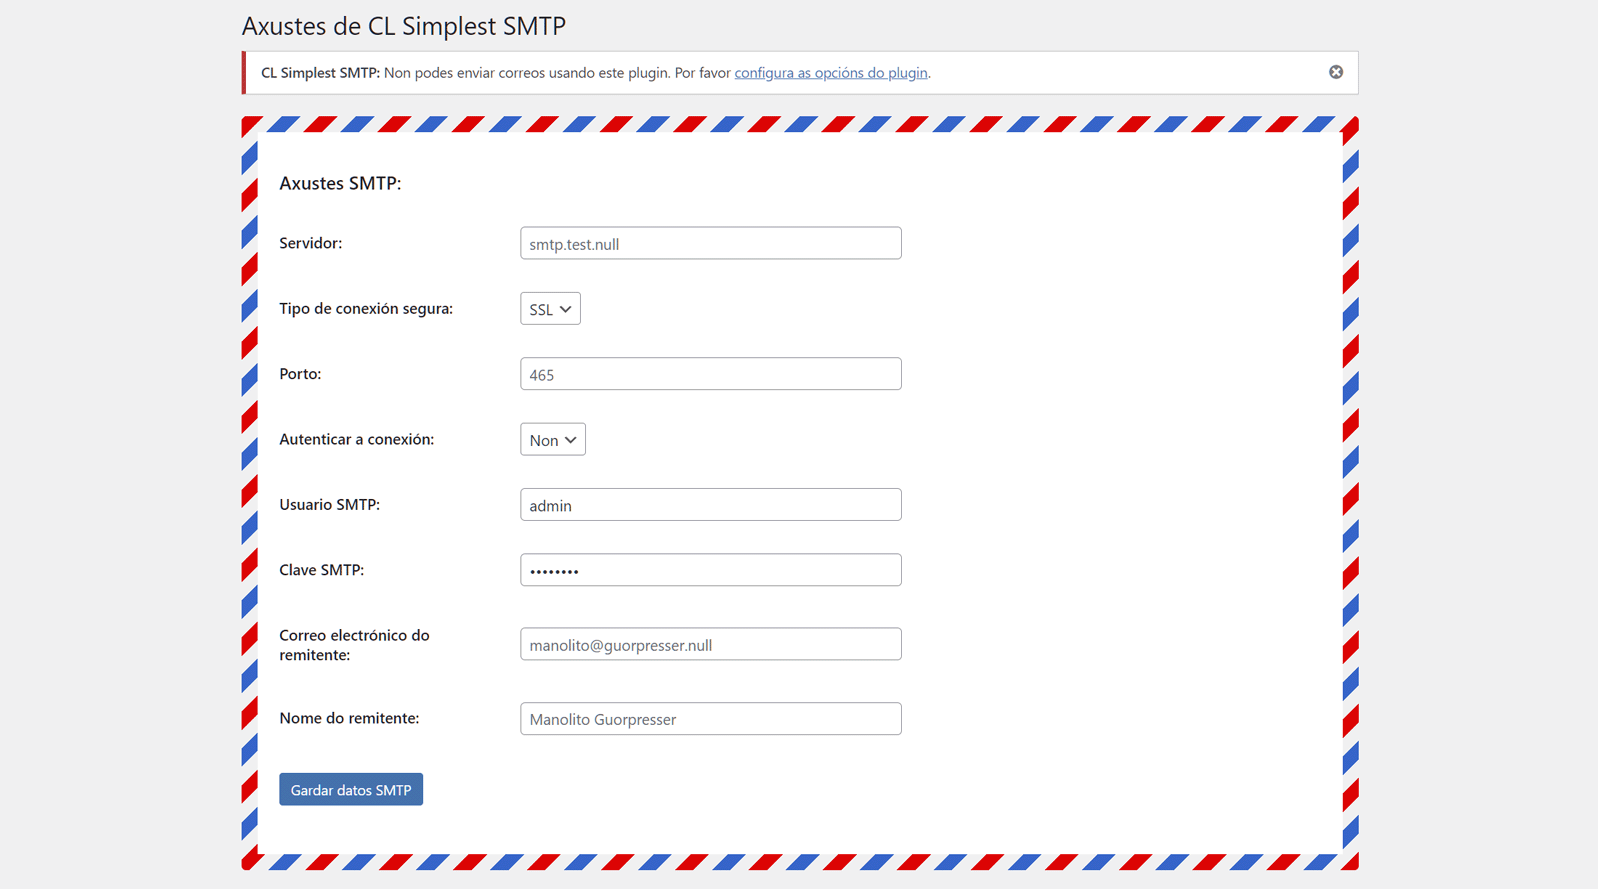 Axustes de CL Simplest SMTP
CL Simplest SMTP: Non podes enviar correos usando este plugin. Por favor configura as opcións do plugin.
Axustes SMTP:
Servidor:
smtp.test.null
Tipo de conexión segura:
SSL
Porto:
465
Autenticar a conexión:
Non
Usuario SMTP:
admin
Clave SMTP:
••••••••
Correo electrónico do
remitente:
manolito@guorpresser.null
Nome do remitente:
Manolito Guorpresser
Gardar datos SMTP